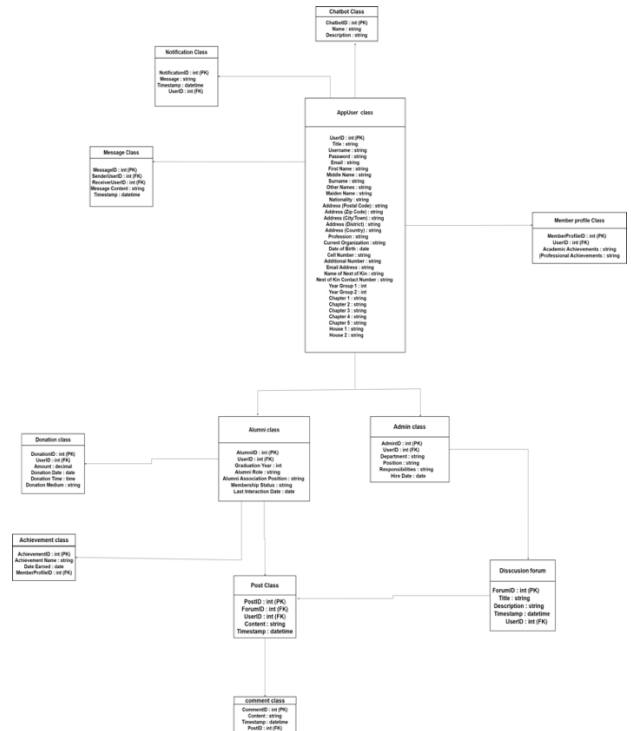 Chatbot Class
ChatbotID : int (PK)
Name : string
Description : string
Notification Class
NotificationID : int (PK)
Message : string
Timestamp : datetime
UserID : int (FK)
AppUser class
UserID : int (PK)
Title : string
Username : string
Password : string
Email : string
First Name : string
Middle Name : string
Surname : string
Other Names : string
Maiden Name : string
Nationality : string
Address (Postal Code) : string
Address (Zip Code) : string
Address (City/Town) : string
Address (District) : string
Address (Country) : string
Profession : string
Current Organization : string
Date of Birth : date
Cell Number : string
Additional Number : string
Email Address : string
Name of Next of Kin : string
Next of Kin Contact Number : string
Year Group 1 : int
Year Group 2 : int
Chapter 1 : string
Chapter 2 : string
Chapter 3 : string
Chapter 4 : string
Chapter 5 : string
House 1 : string
House 2 : string
Message Class
MessageID : int (PK)
SenderUserID : int (FK)
ReceiverUserID : int (FK)
Message Content : string
Timestamp : datetime
Member profile Class
MemberProfileID : int (PK)
UserID : int (FK)
Academic Achievements : string
(Professional Achievements : string
Alumni class
AlumniID : int (PK)
UserID : int (FK)
Graduation Year : int
Alumni Role : string
Alumni Association Position : string
Membership Status : string
Last Interaction Date : date
Admin class
AdminID : int (PK)
UserID : int (FK)
Department : string
Position : string
Responsibilities : string
Hire Date : date
Donation class
DonationID : int (PK)
UserID : int (FK)
Amount : decimal
Donation Date : date
Donation Time : time
Donation Medium : string
Achievement class
AchievementID : int (PK)
Achievement Name : string
Date Earned : date
MemberProfileID : int (FK)
Post Class
PostID : int (PK)
ForumID : int (FK)
UserID : int (FK)
Content : string
Timestamp : datetime
Disscusion forum
ForumID : int (PK)
Title : string
Description : string
Timestamp : datetime
UserID : int (FK)
comment class
CommentID : int (PK)
Content : string
Timestamp : datetime
PostID : int (FK)